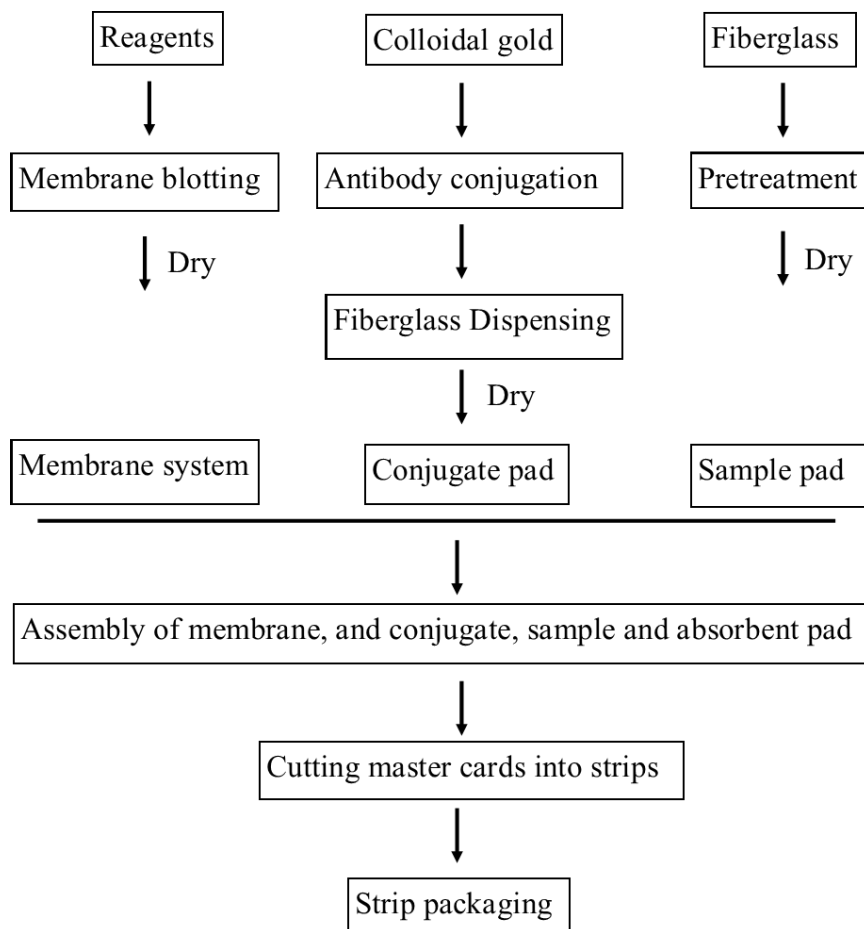 Reagents
Colloidal gold
Fiberglass
Membrane blotting
Antibody conjugation
Pretreatment
Dry
Dry
Fiberglass Dispensing
Dry
Membrane system
Conjugate pad
Sample pad
Assembly of membrane, and conjugate, sample and absorbent pad
Cutting master cards into strips
Strip packaging